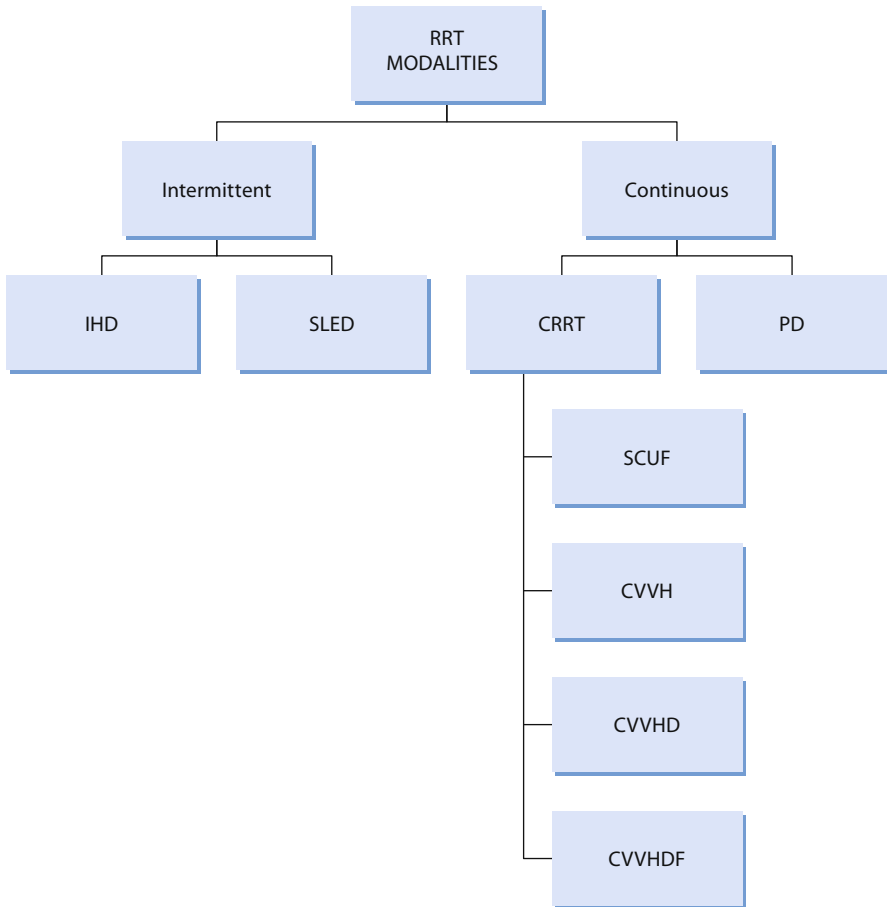 RRT
MODALITIES
Intermittent
Continuous
IHD
SLED
CRRT
PD
SCUF
CVVH
CVVHD
CVVHDF